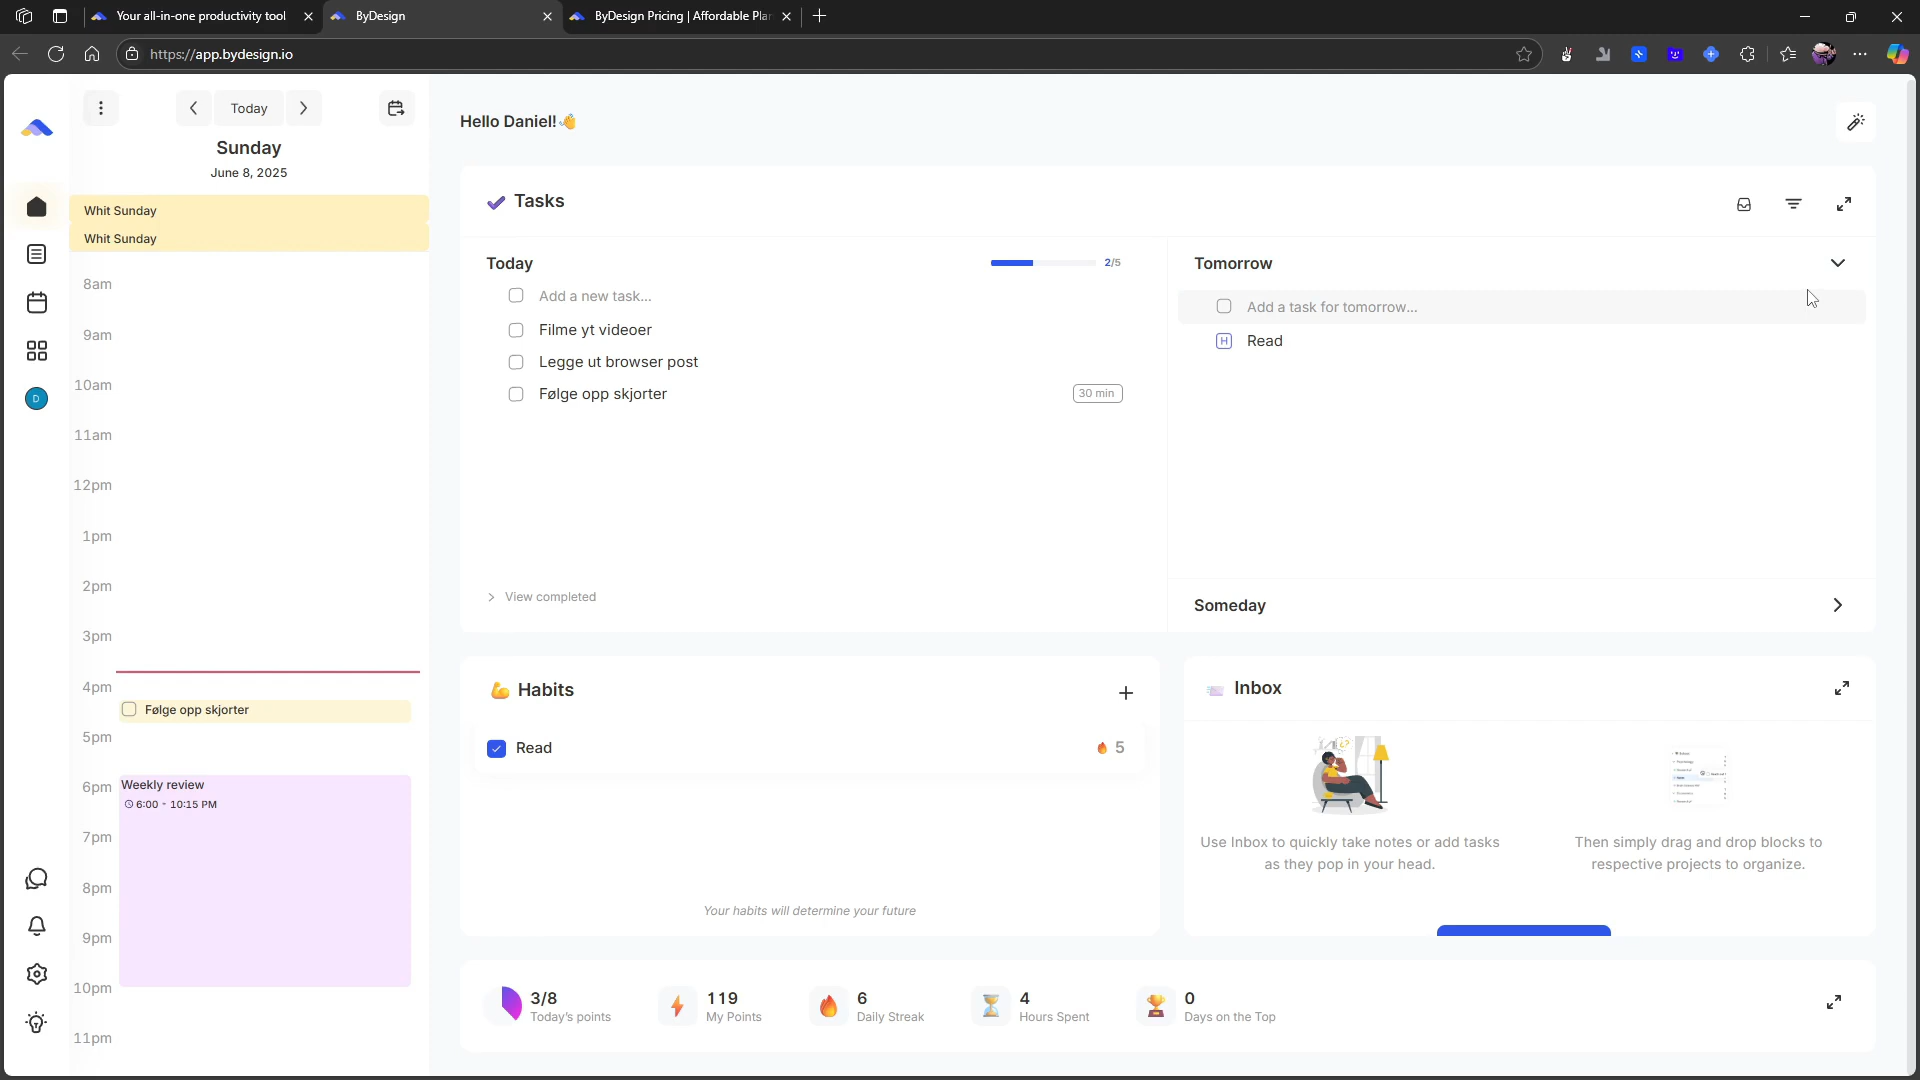 Your all-in-one productivity tool
ByDesign
ByDesign Pricing | Affordable Pla
https://app.bydesign.io
Today
Sunday
June 8, 2025
Whit Sunday
Whit Sunday
8am
9am
10am
11am
12pm
1pm
2pm
3pm
4pm
Følge opp skjorter
5pm
6pm
Weekly review
6:00 - 10:15 PM
7pm
8pm
9pm
10pm
11pm
D
Hello Daniel! 👋
Tasks
Today
2/5
Add a new task...
Filme yt videoer
Legge ut browser post
Følge opp skjorter
30 min
View completed
Tomorrow
Add a task for tomorrow...
H
Read
Someday
Habits
Read
5
Your habits will determine your future
Inbox
Use Inbox to quickly take notes or add tasks
as they pop in your head.
Then simply drag and drop blocks to
respective projects to organize.
3/8
Today's points
119
My Points
6
Daily Streak
4
Hours Spent
0
Days on the Top